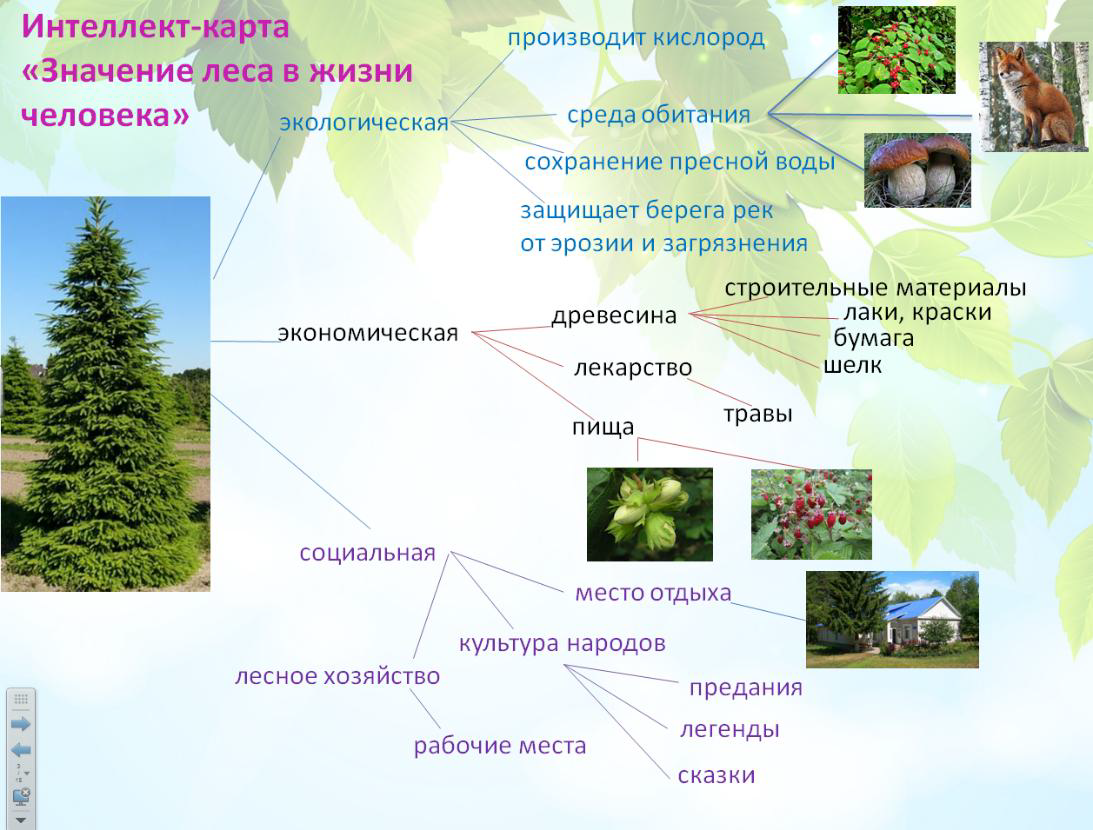 Интеллект-карта
«Значение леса в жизни
человека»
экологическая
производит кислород
среда обитания
сохранение пресной воды
защищает берега рек
от эрозии и загрязнения
экономическая
древесина
строительные материалы
лаки, краски
бумага
шелк
лекарство
травы
пища
социальная
место отдыха
культура народов
предания
легенды
сказки
лесное хозяйство
рабочие места